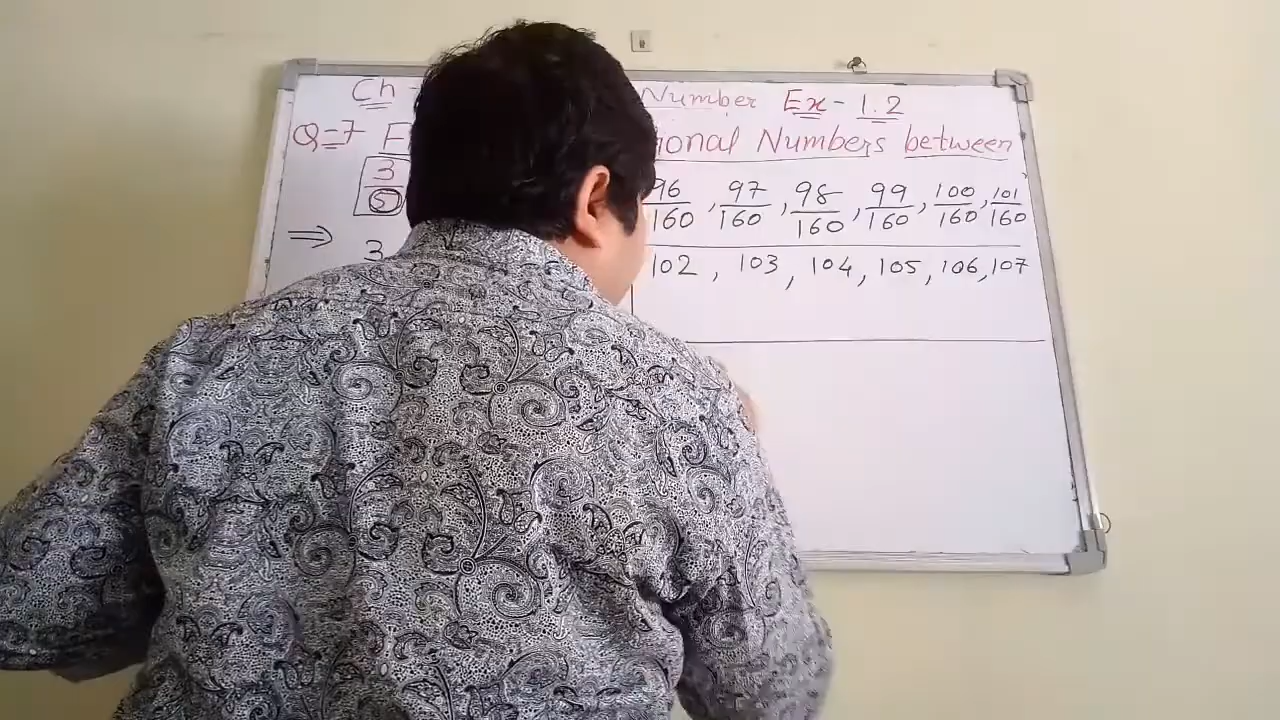 Ch - Number Ex - 1.2
Q=7 Numbers between
3/5 96/160 , 97/160 , 98/160 , 99/160 , 100/160 , 101/160
⇒ 3 102 , 103 , 104 , 105 , 106 , 107